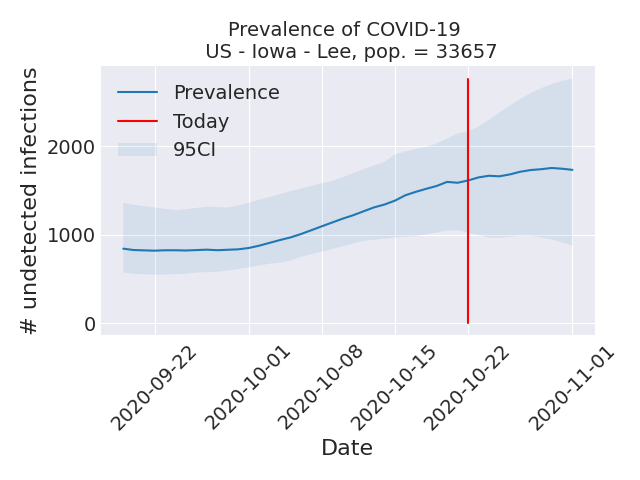 Prevalence of COVID-19
US - Iowa - Lee, pop. = 33657
Prevalence
Today
95CI
# undetected infections
2000
1000
0
2020-09-22
2020-10-01
2020-10-08
2020-10-15
2020-10-22
2020-11-01
Date